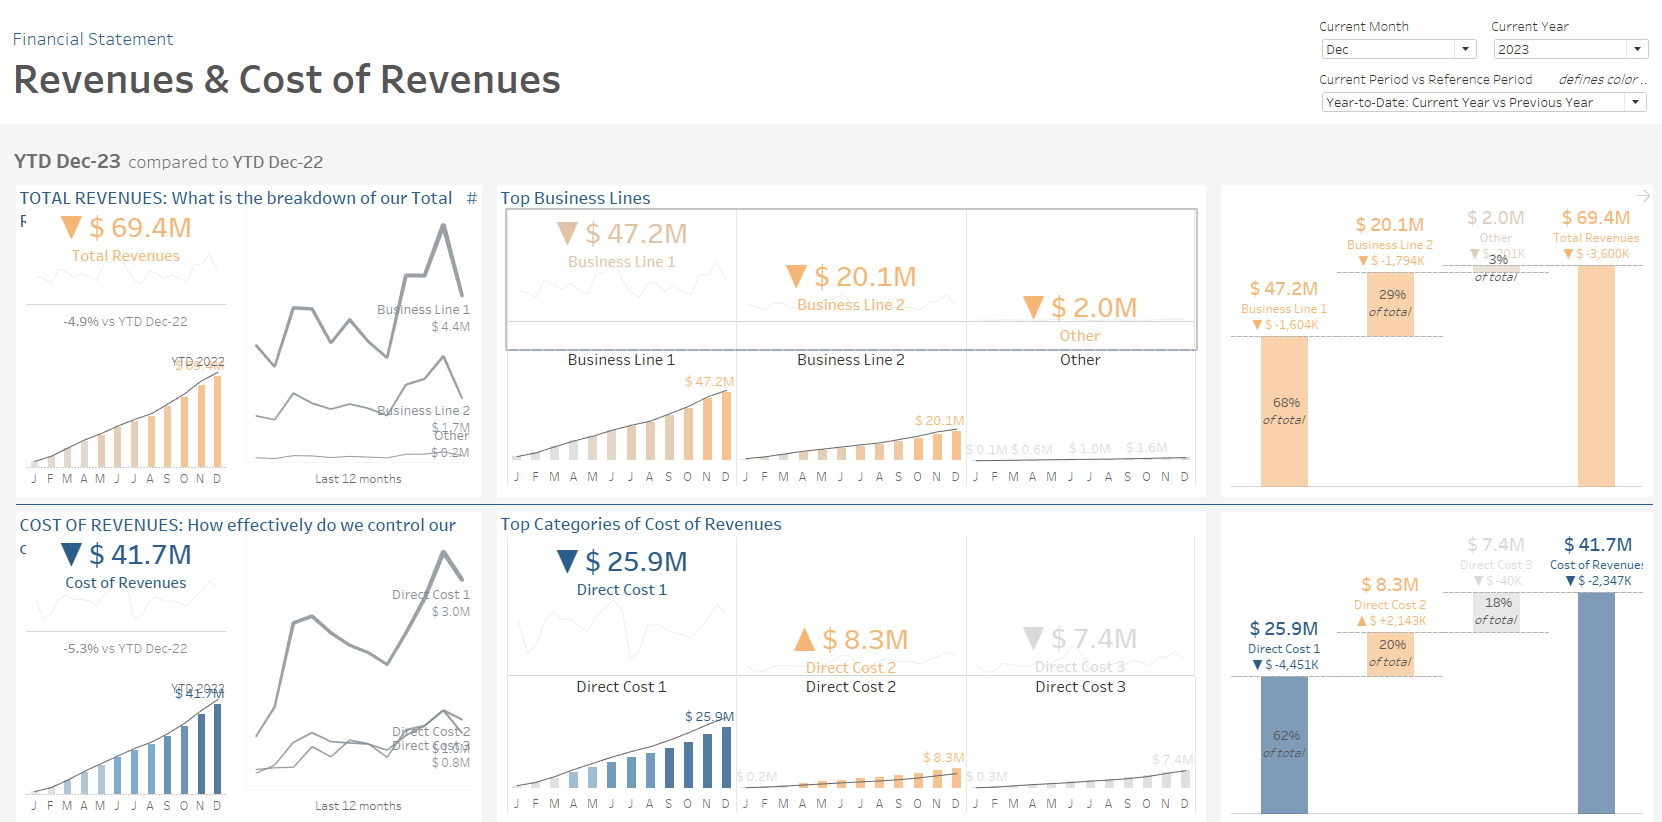 Financial Statement
Revenues & Cost of Revenues
Current Month
Current Year
Dec
2023
Current Period vs Reference Period
defines color ..
Year-to-Date: Current Year vs Previous Year
YTD Dec-23 compared to YTD Dec-22
TOTAL REVENUES: What is the breakdown of our Total
#
▼ $ 69.4M
Total Revenues
-4.9% vs YTD Dec-22
YTD 2022
$ 69.4M
J F M A M J J A S O N D
Business Line 1
$ 4.4M
Business Line 2
$ 1.7M
Other
$ 0.2M
Last 12 months
Top Business Lines
▼ $ 47.2M
Business Line 1
▼ $ 20.1M
Business Line 2
▼ $ 2.0M
Other
Business Line 1
Business Line 2
Other
$ 47.2M
$ 20.1M
$ 0.1M $ 0.6M $ 1.0M $ 1.6M
J F M A M J J A S O N D
J F M A M J J A S O N D
J F M A M J J A S O N D
→
$ 47.2M
Business Line 1
▼ $ -1,604K
68%
of total
$ 20.1M
Business Line 2
▼ $ -1,794K
29%
of total
$ 2.0M
Other
▼ $ -201K
3%
of total
$ 69.4M
Total Revenues
▼ $ -3,600K
COST OF REVENUES: How effectively do we control our
▼ $ 41.7M
Cost of Revenues
-5.3% vs YTD Dec-22
YTD 2022
$ 41.7M
J F M A M J J A S O N D
Direct Cost 1
$ 3.0M
Direct Cost 2
Direct Cost 3
$ 1.0M
$ 0.8M
Last 12 months
Top Categories of Cost of Revenues
▼ $ 25.9M
Direct Cost 1
▲ $ 8.3M
Direct Cost 2
▼ $ 7.4M
Direct Cost 3
Direct Cost 1
Direct Cost 2
Direct Cost 3
$ 25.9M
$ 0.2M
$ 8.3M
$ 0.3M
$ 7.4M
J F M A M J J A S O N D
J F M A M J J A S O N D
J F M A M J J A S O N D
$ 25.9M
Direct Cost 1
▼ $ -4,451K
62%
of total
$ 8.3M
Direct Cost 2
▲ $ +2,143K
20%
of total
$ 7.4M
Direct Cost 3
▼ $ -40K
18%
of total
$ 41.7M
Cost of Revenues
▼ $ -2,347K